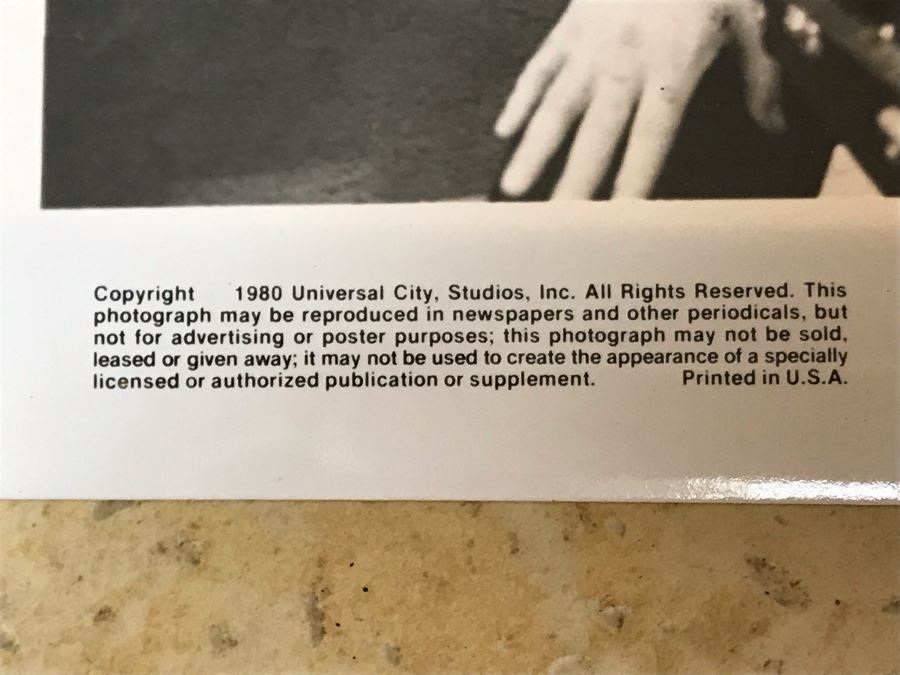 Copyright 1980 Universal City, Studios, Inc. All Rights Reserved. This
photograph may be reproduced in newspapers and other periodicals, but
not for advertising or poster purposes; this photograph may not be sold,
leased or given away; it may not be used to create the appearance of a specially
licensed or authorized publication or supplement. Printed in U.S.A.